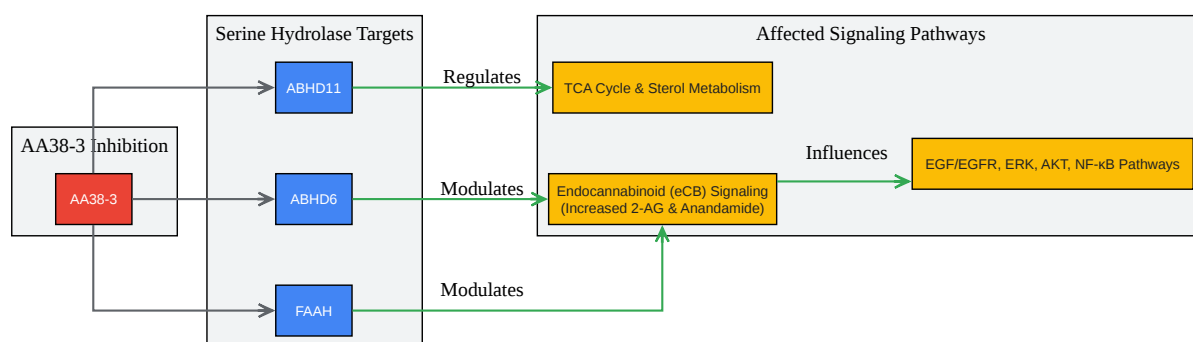 Serine Hydrolase Targets
Affected Signaling Pathways
ABHD11
Regulates
TCA Cycle & Sterol Metabolism
AA38-3 Inhibition
Influences
EGF/EGFR, ERK, AKT, NF-κB Pathways
AA38-3
ABHD6
Modulates
Endocannabinoid (eCB) Signaling
(Increased 2-AG & Anandamide)
FAAH
Modulates